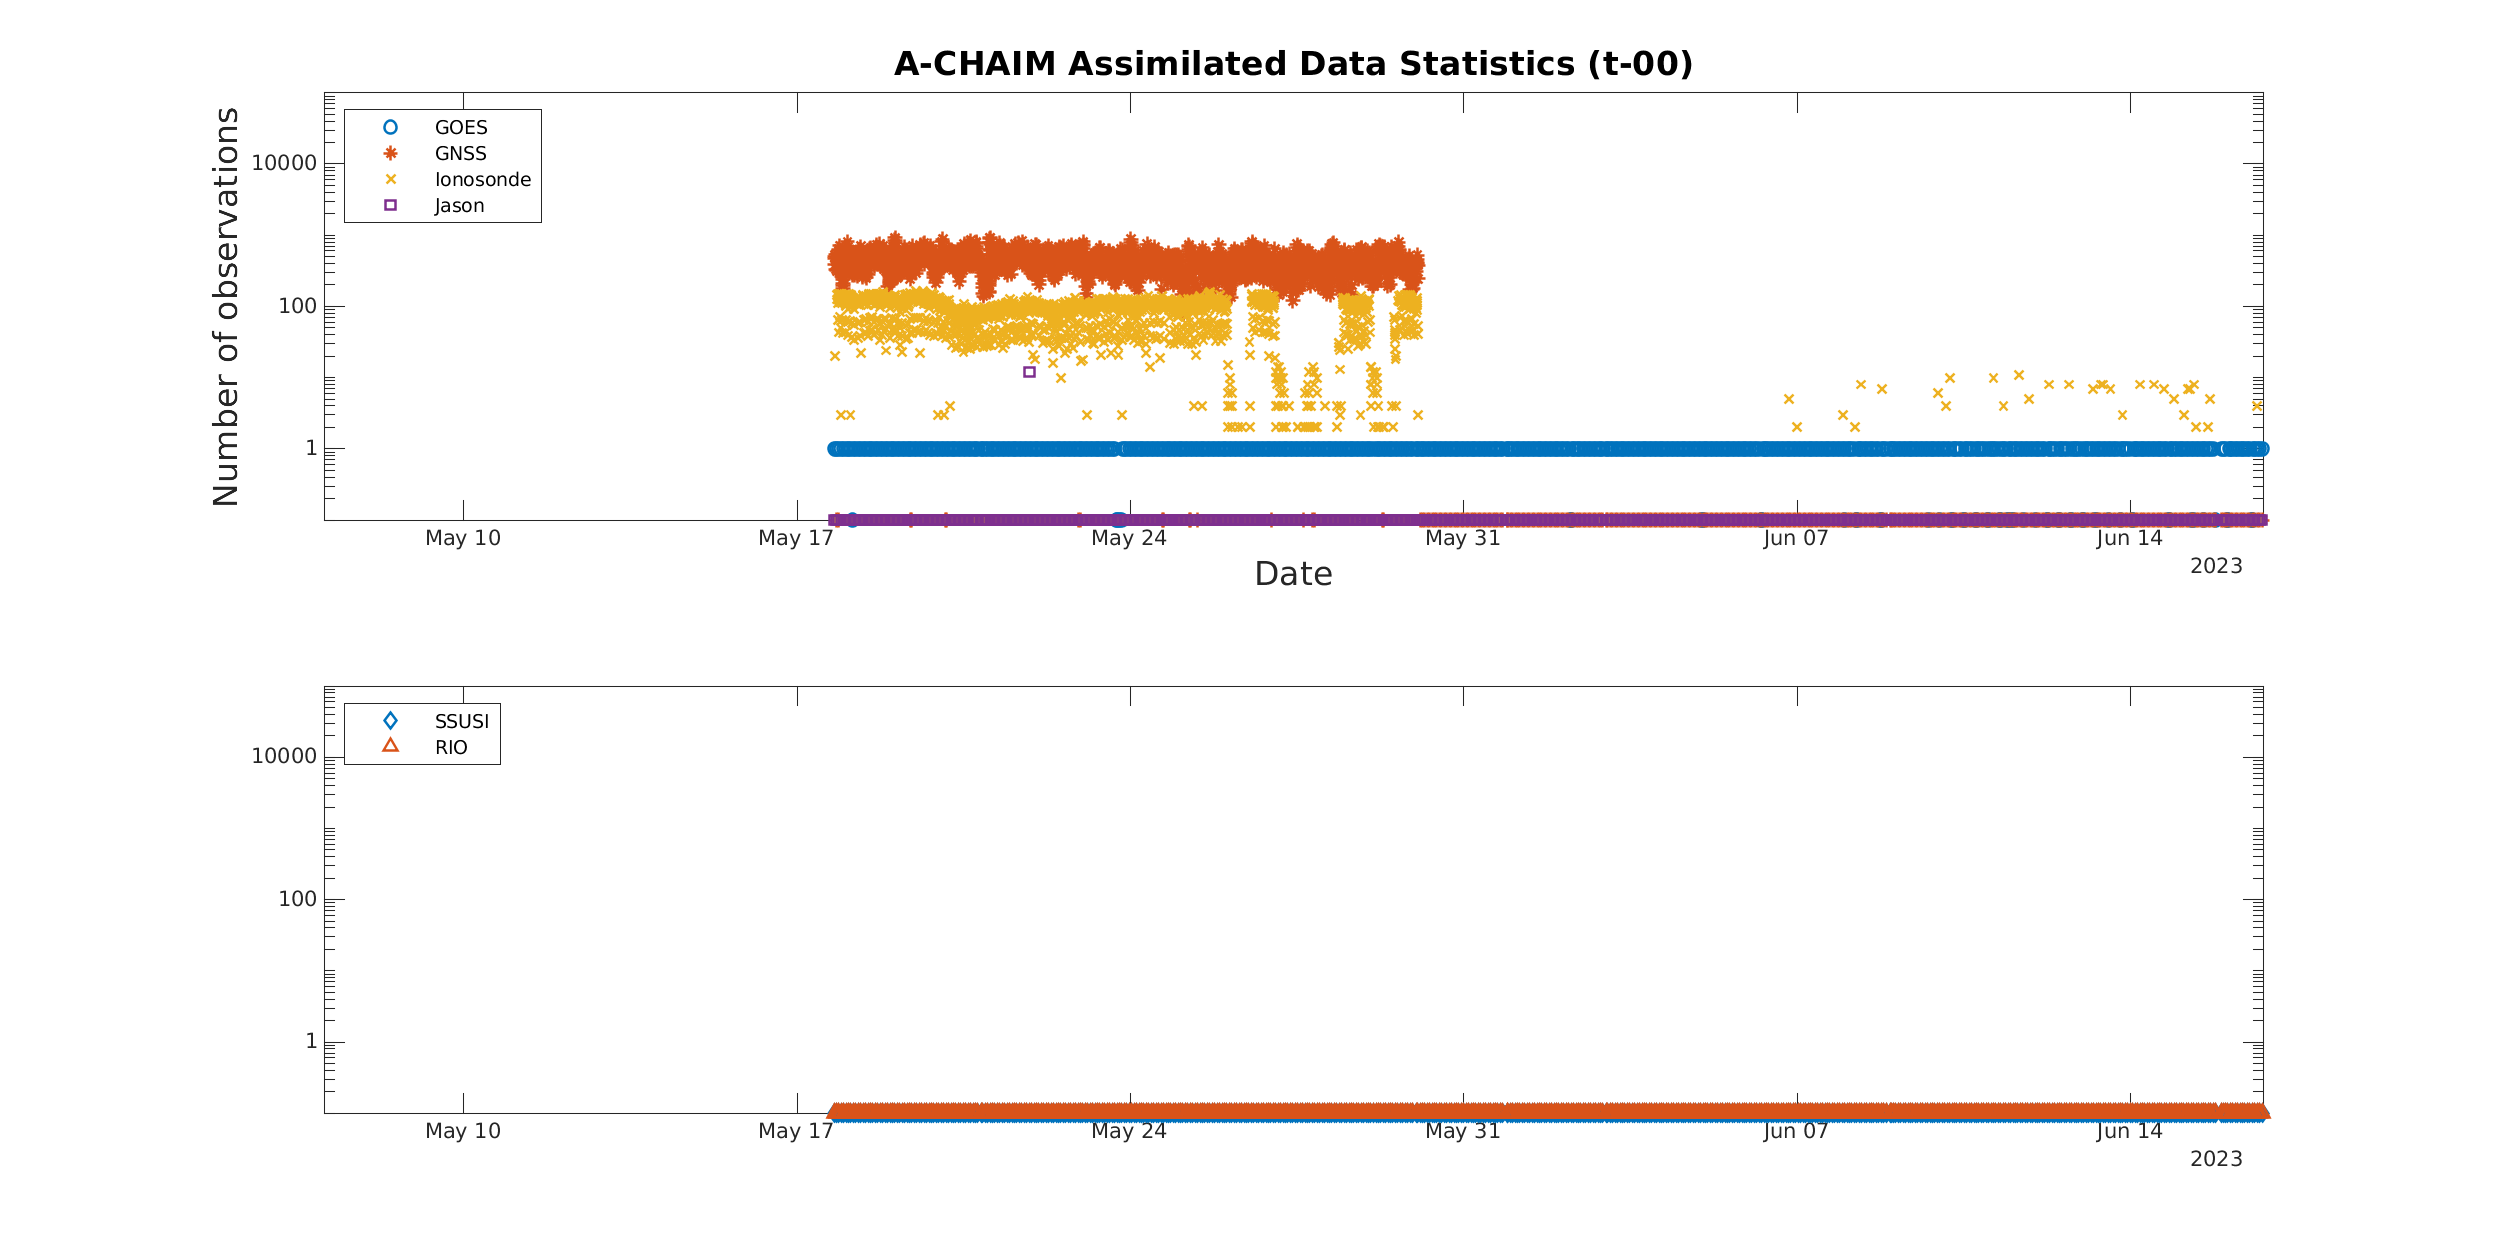 A-CHAIM Assimilated Data Statistics (t-00)
Number of observations
10000
100
1
GOES
GNSS
Ionosonde
Jason
May 10
May 17
May 24
May 31
Jun 07
Jun 14
2023
Date
10000
100
1
SSUSI
RIO
May 10
May 17
May 24
May 31
Jun 07
Jun 14
2023